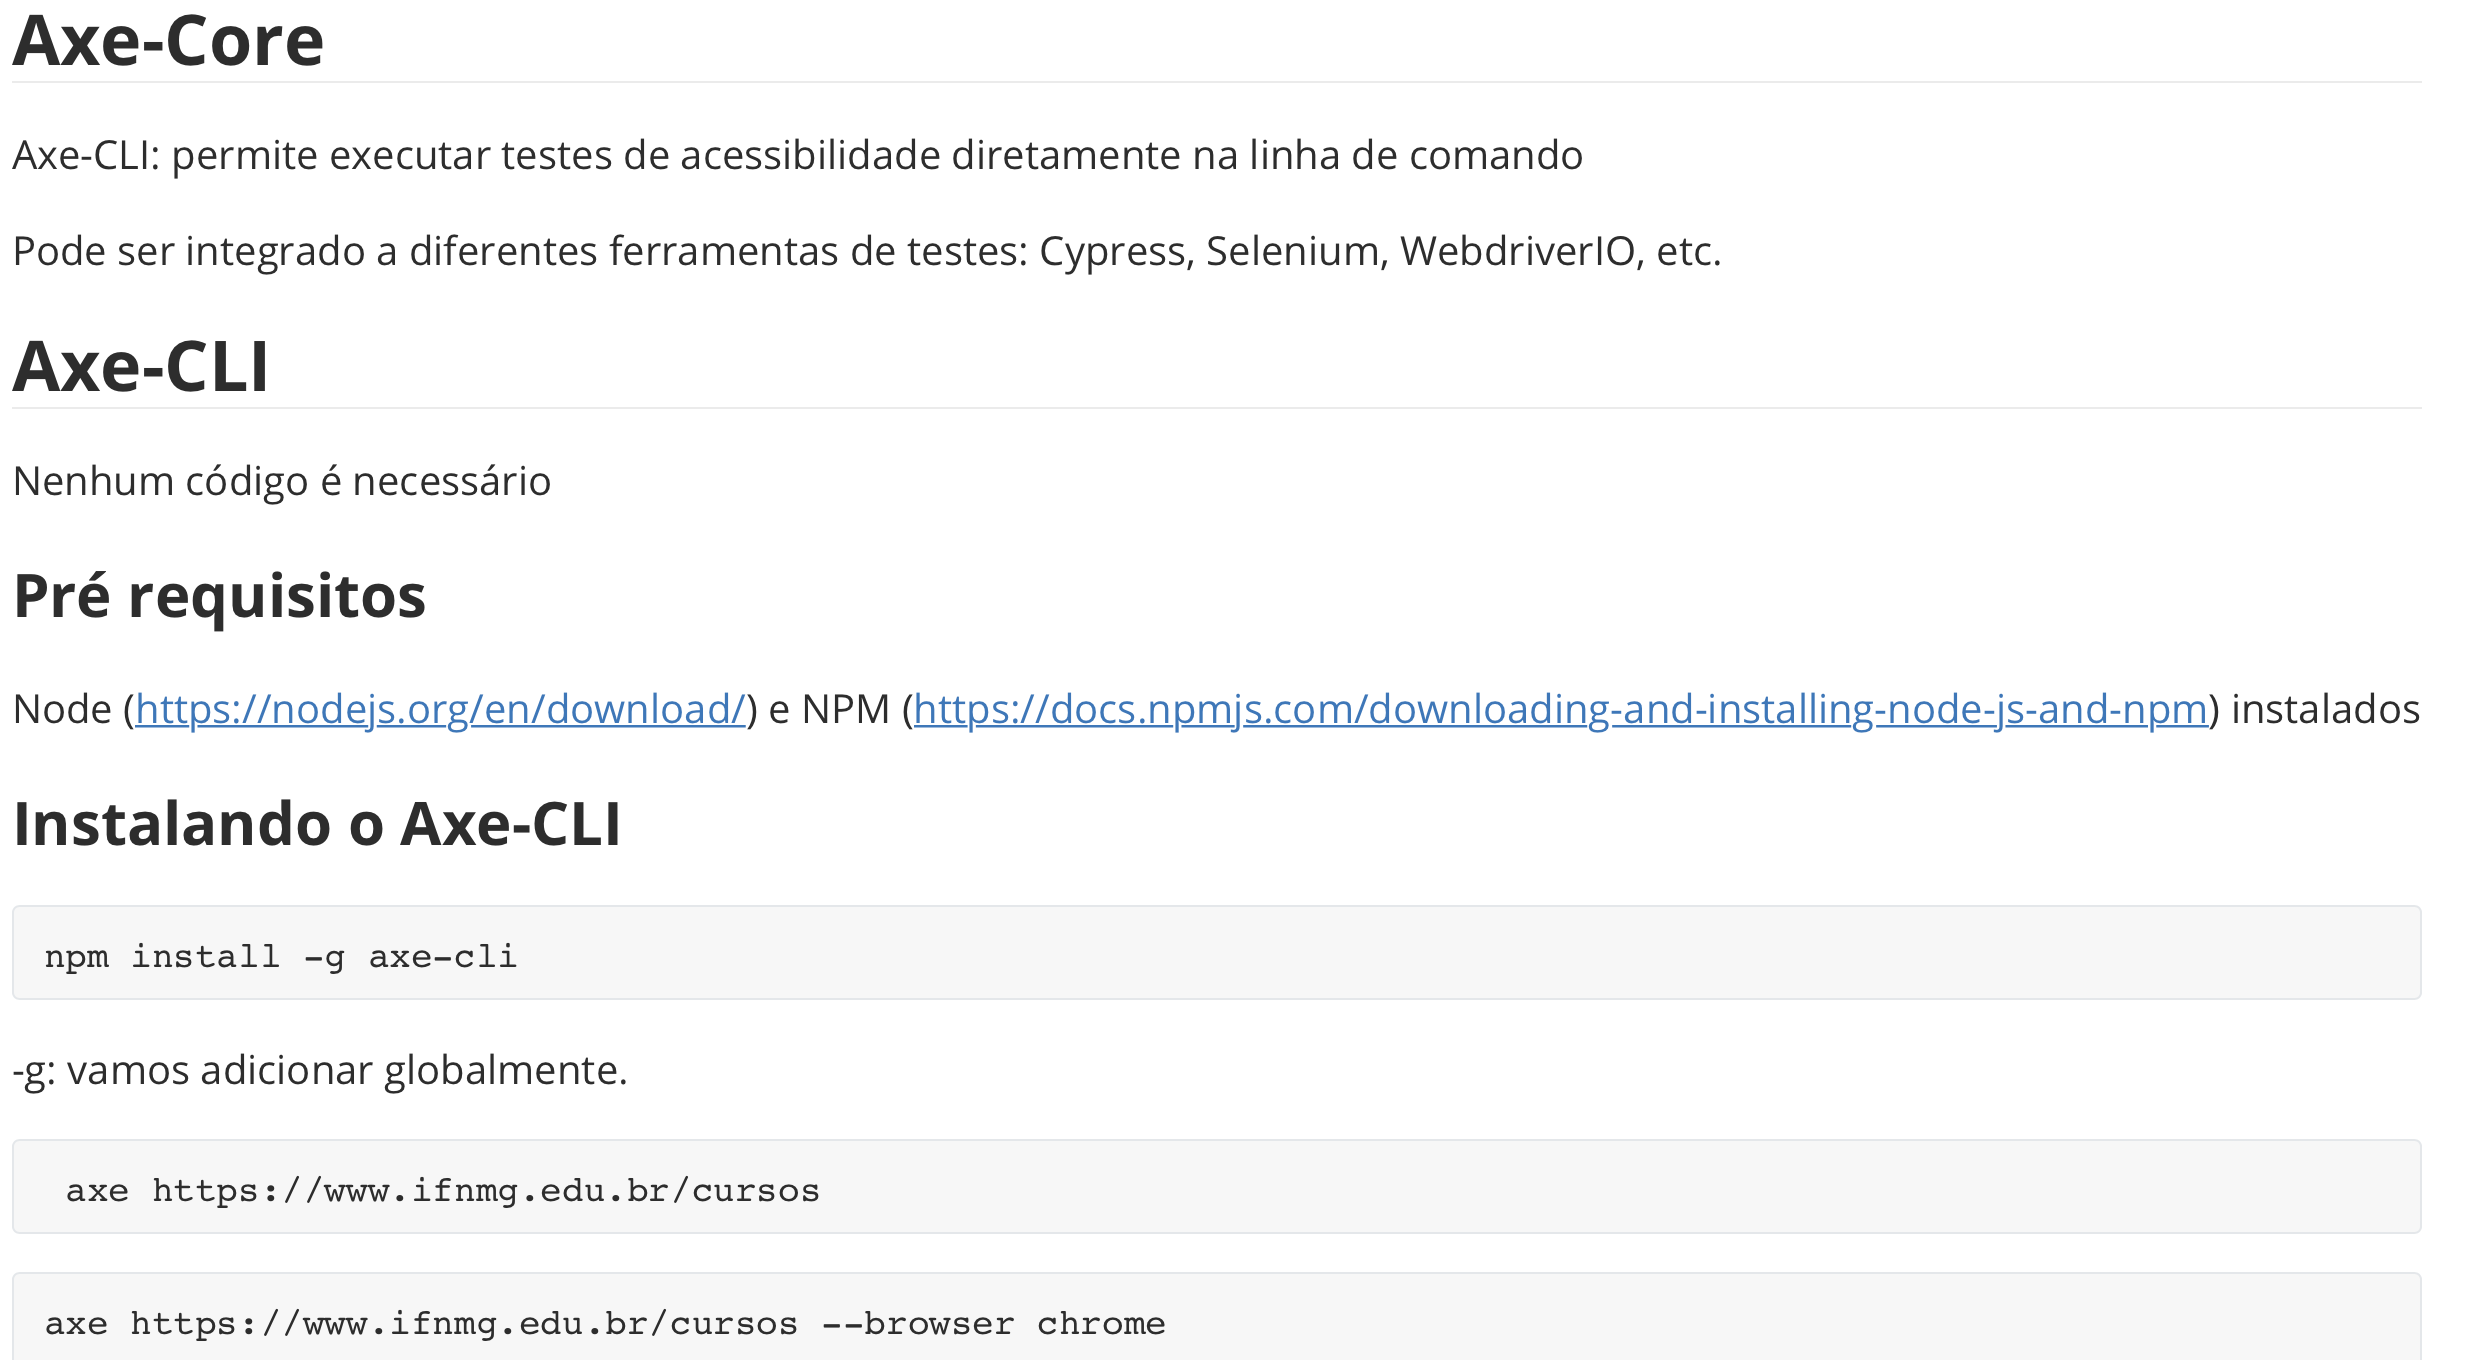 Axe-Core
Axe-CLI: permite executar testes de acessibilidade diretamente na linha de comando
Pode ser integrado a diferentes ferramentas de testes: Cypress, Selenium, WebdriverIO, etc.
Axe-CLI
Nenhum código é necessário
Pré requisitos
Node (https://nodejs.org/en/download/) e NPM (https://docs.npmjs.com/downloading-and-installing-node-js-and-npm) instalados
Instalando o Axe-CLI
npm install -g axe-cli
-g: vamos adicionar globalmente.
axe https://www.ifnmg.edu.br/cursos
axe https://www.ifnmg.edu.br/cursos --browser chrome